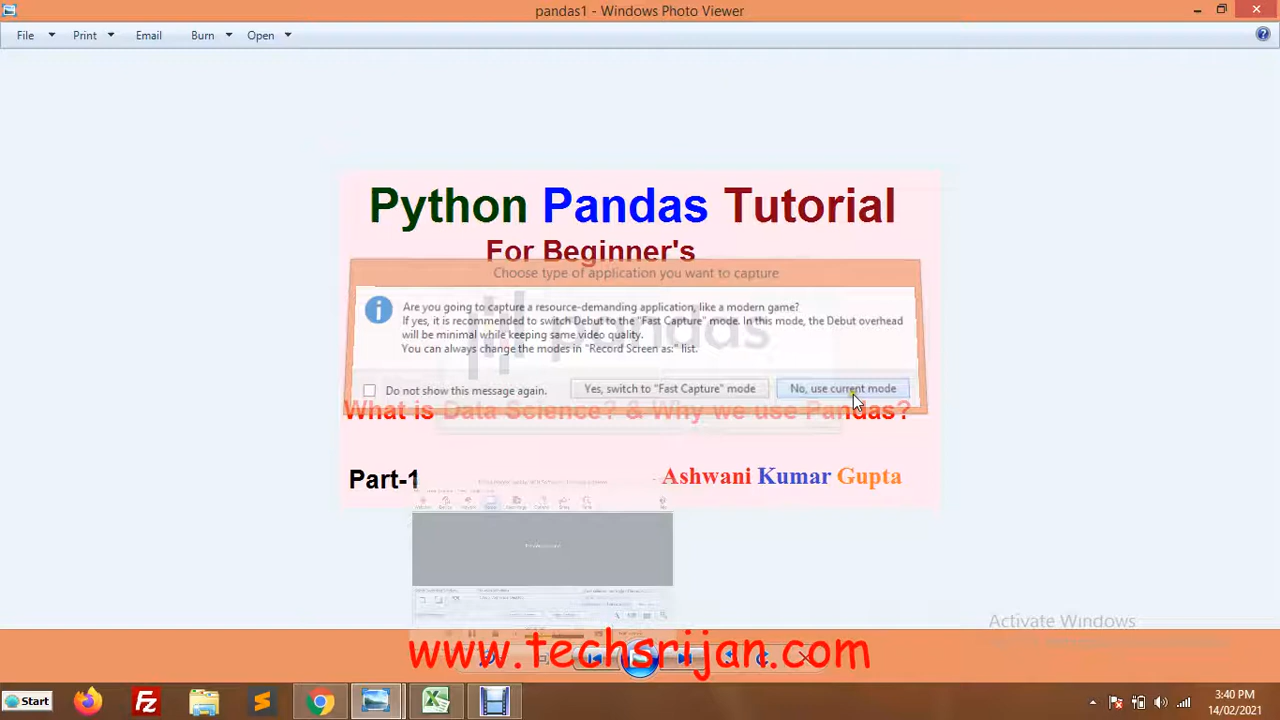 pandas1 - Windows Photo Viewer
File Print Email Burn Open
Python Pandas Tutorial
For Beginner's
Choose type of application you want to capture
Are you going to capture a resource-demanding application, like a modern game?
If yes, it is recommended to switch Debut to the "Fast Capture" mode. In this mode, the Debut overhead
will be minimal while keeping same video quality.
You can always change the modes in "Record Screen as:" list.
pandas
Do not show this message again.
Yes, switch to "Fast Capture" mode
No, use current mode
What is Data Science? & Why we use Pandas?
Part-1
Ashwani Kumar Gupta
Activate Windows
www.techsrijan.com
Start
3:40 PM
14/02/2021